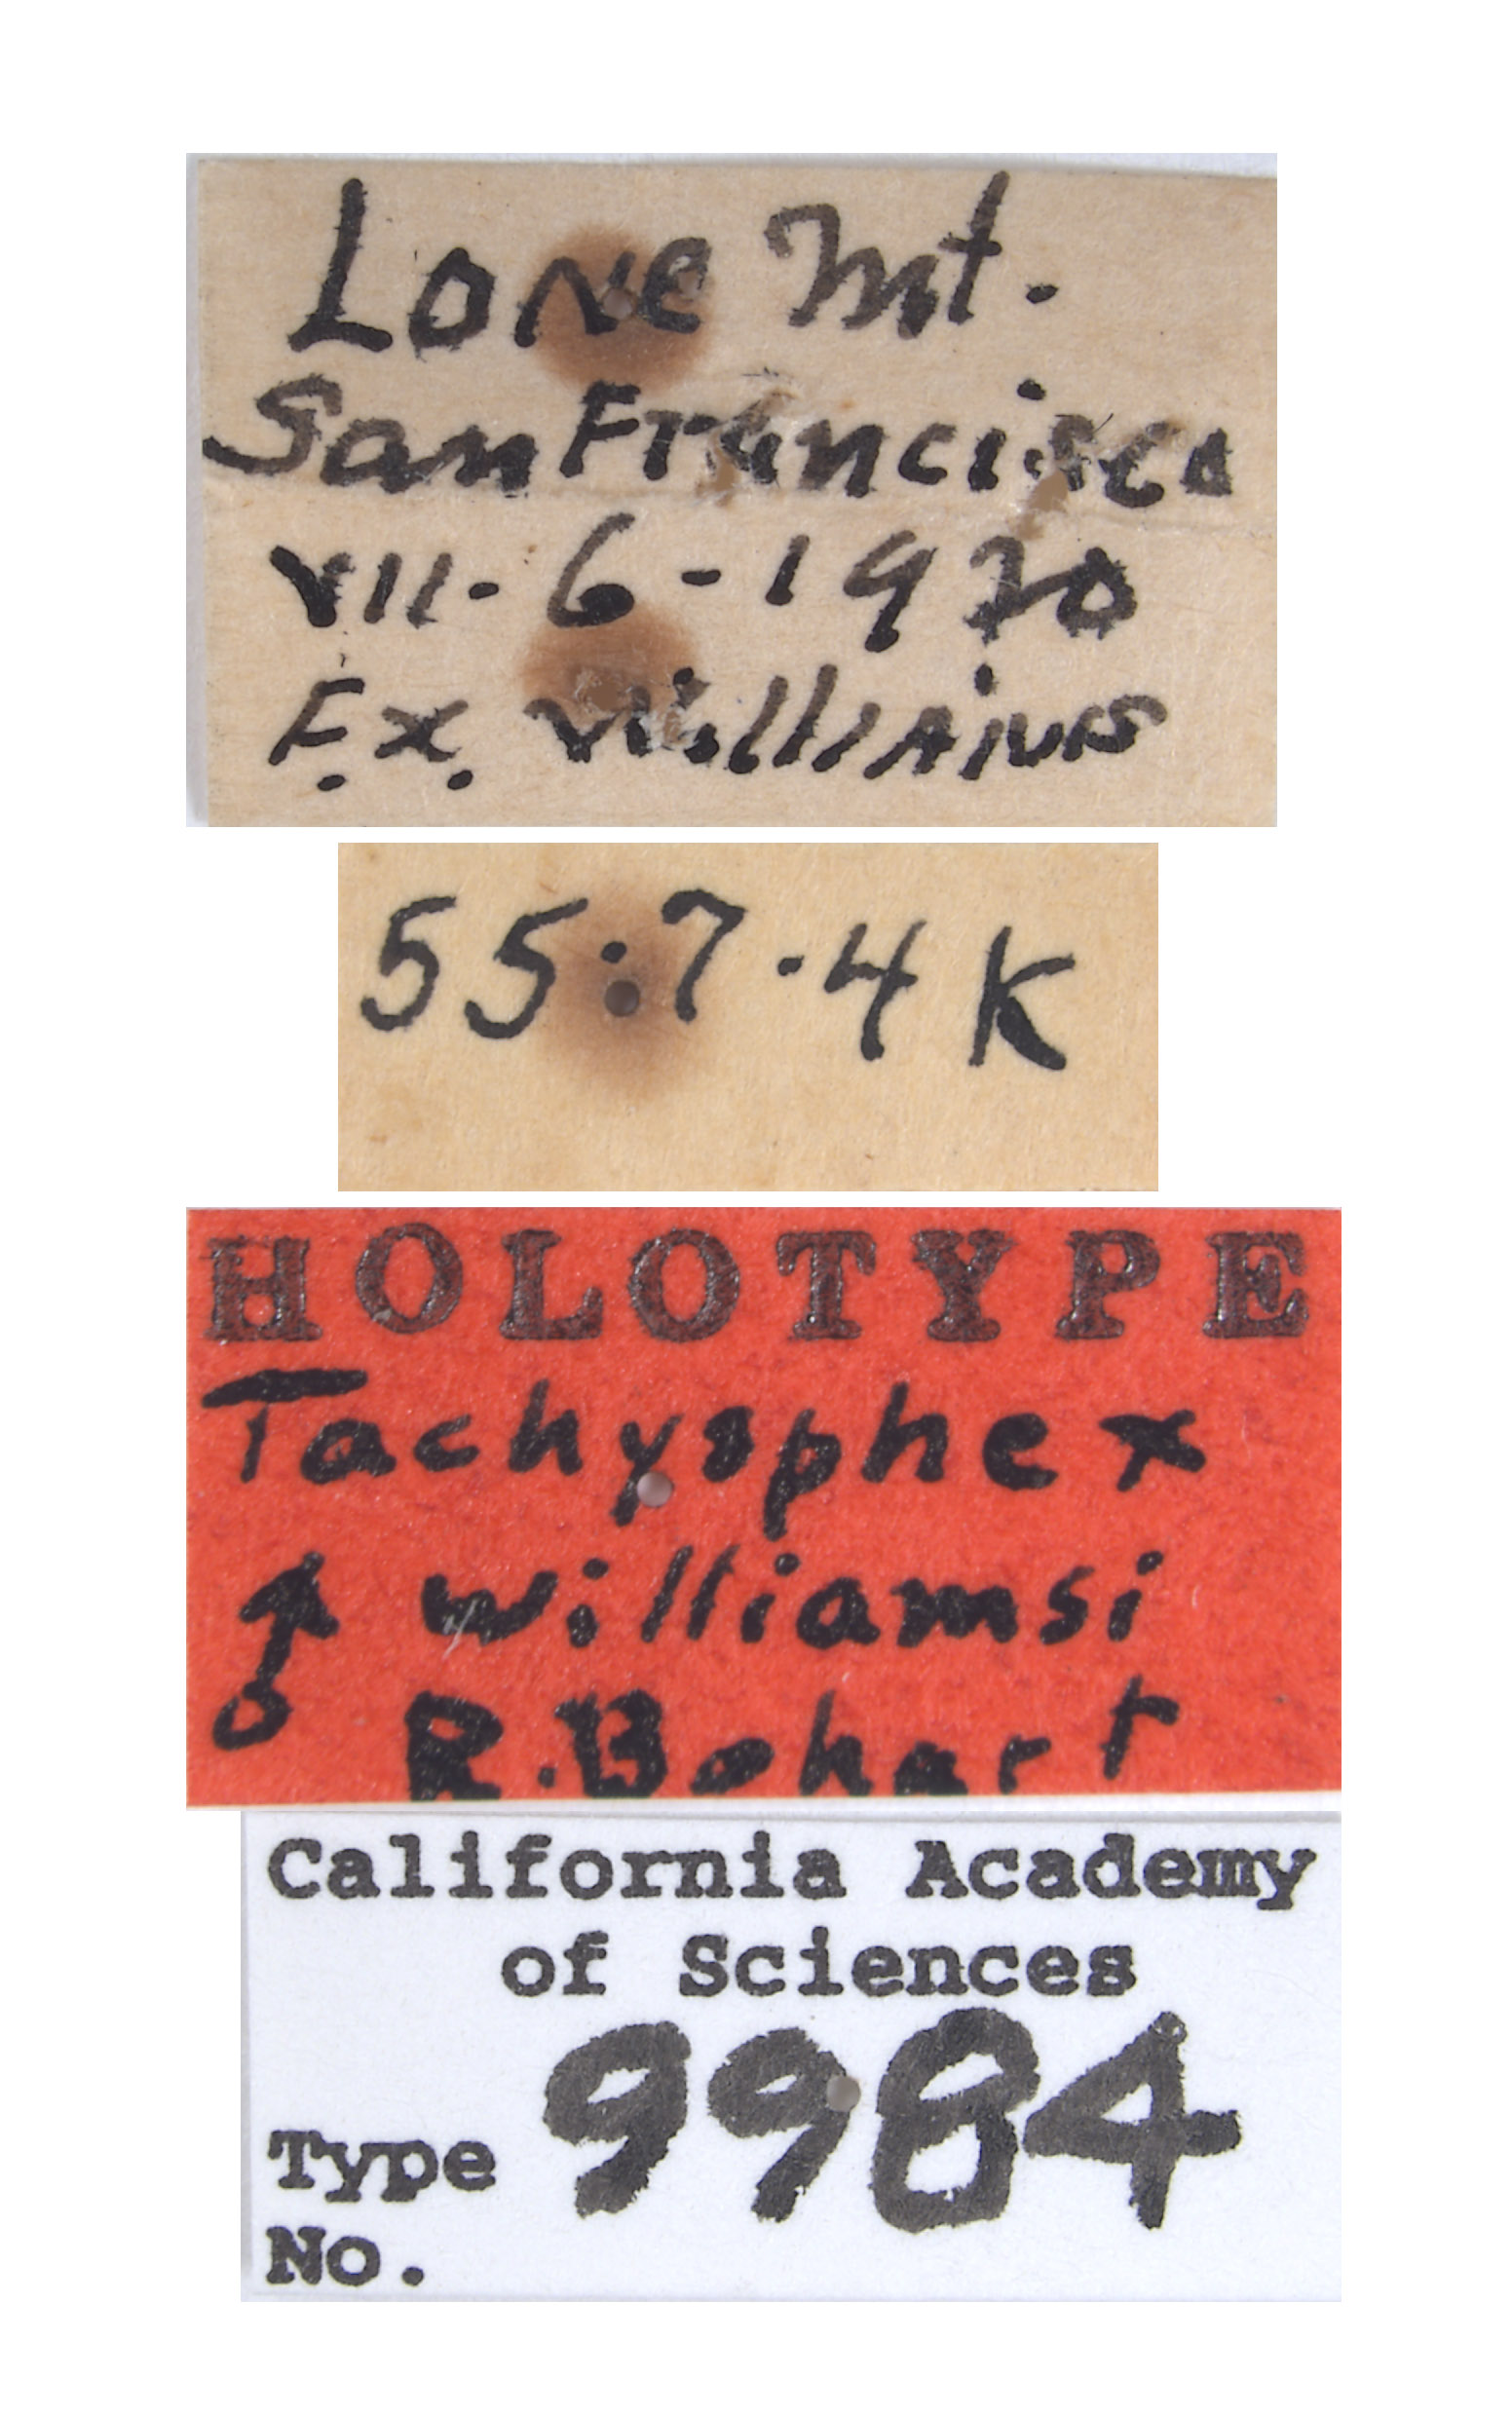 Lone Mt.
San Francisco
VII-6-1920
F.X. Williams
55:7.4K
HOLOTYPE
Tachysphex
♂ williamsi
R.Bohart
California Academy
of Sciences
Type 9984
No.